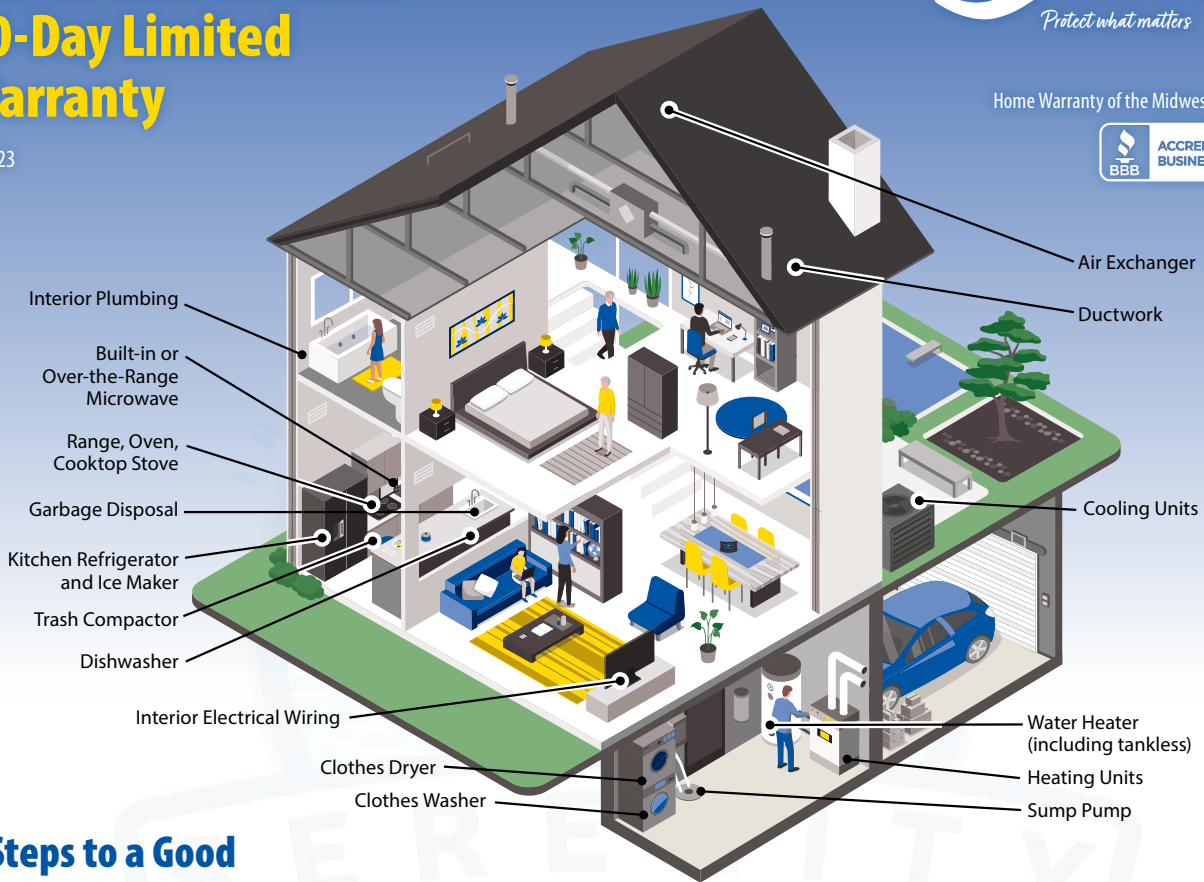 0-Day Limited
arranty
23
Protect what matters
Home Warranty of the Midwes
BBB
ACCRE
BUSINE
Air Exchanger
Ductwork
Interior Plumbing
Built-in or
Over-the-Range
Microwave
Range, Oven,
Cooktop Stove
Garbage Disposal
Kitchen Refrigerator
and Ice Maker
Trash Compactor
Dishwasher
Interior Electrical Wiring
Clothes Dryer
Clothes Washer
Cooling Units
Water Heater
(including tankless)
Heating Units
Sump Pump
Steps to a Good
SERENITY